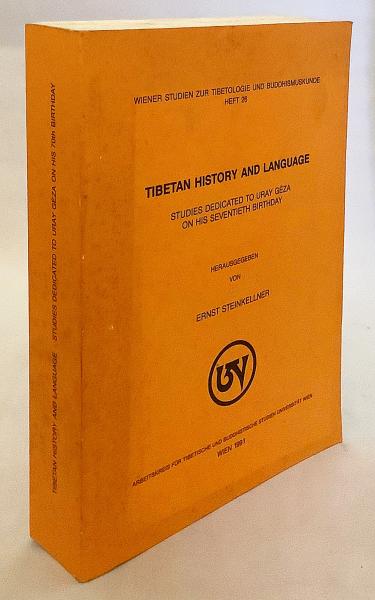 WIENER STUDIEN ZUR TIBETOLOGIE UND BUDDHISMUSKUNDE
HEFT 26
TIBETAN HISTORY AND LANGUAGE
STUDIES DEDICATED TO URAY GÉZA
ON HIS SEVENTIETH BIRTHDAY
HERAUSGEGEBEN
VON
ERNST STEINKELLNER
ARBEITSKREIS FÜR TIBETISCHE UND BUDDHISTISCHE STUDIEN UNIVERSITÄT WIEN
WIEN 1991
TIBETAN HISTORY AND LANGUAGE STUDIES DEDICATED TO URAY GÉZA ON HIS 70th BIRTHDAY